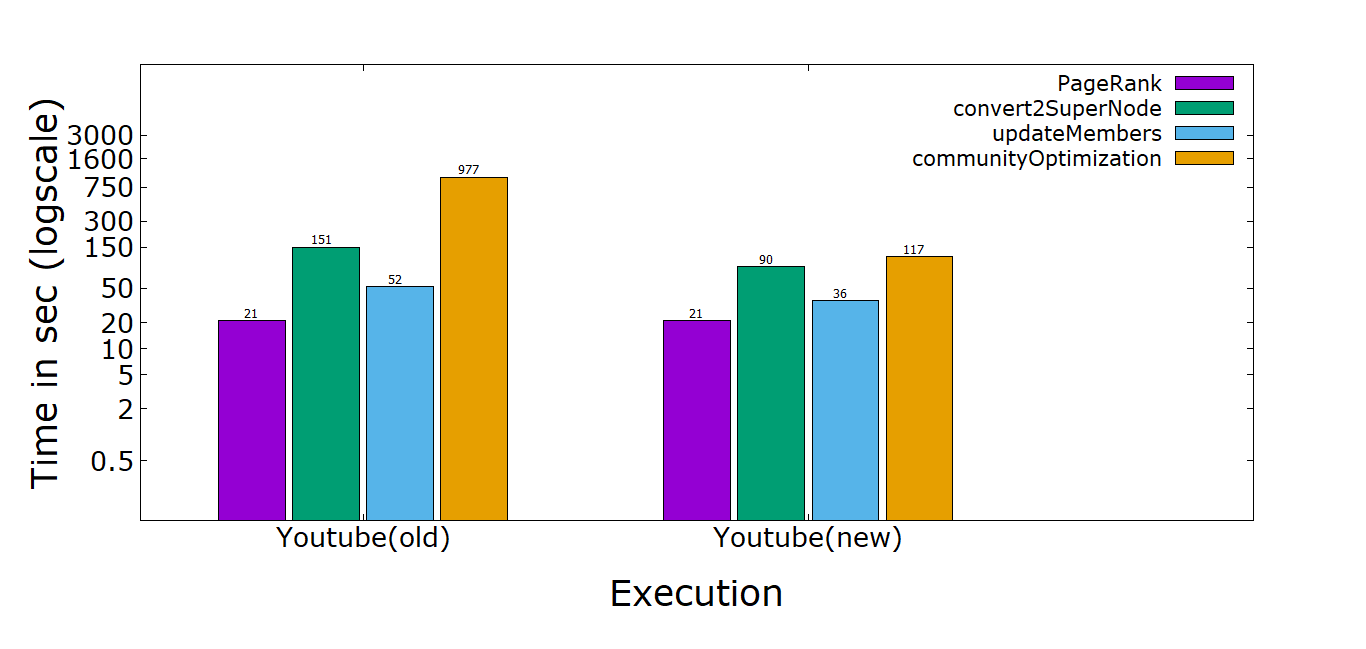 Time in sec (logscale)
3000
1600
750
300
150
50
20
10
5
2
0.5
PageRank
convert2SuperNode
updateMembers
communityOptimization
21
151
52
977
21
90
36
117
Youtube(old)
Youtube(new)
Execution